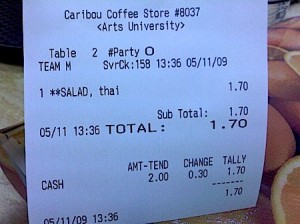 Caribou Coffee Store #8037
<Arts University>
Table 2 #Party O
TEAM M SvrCk:158 13:36 05/11/09
1 **SALAD, thai 1.70
Sub Total: 1.70
05/11 13:36 TOTAL: 1.70
AMT-TEND CHANGE TALLY
CASH 2.00 0.30 1.70
-------
1.70
05/11/09 13:36